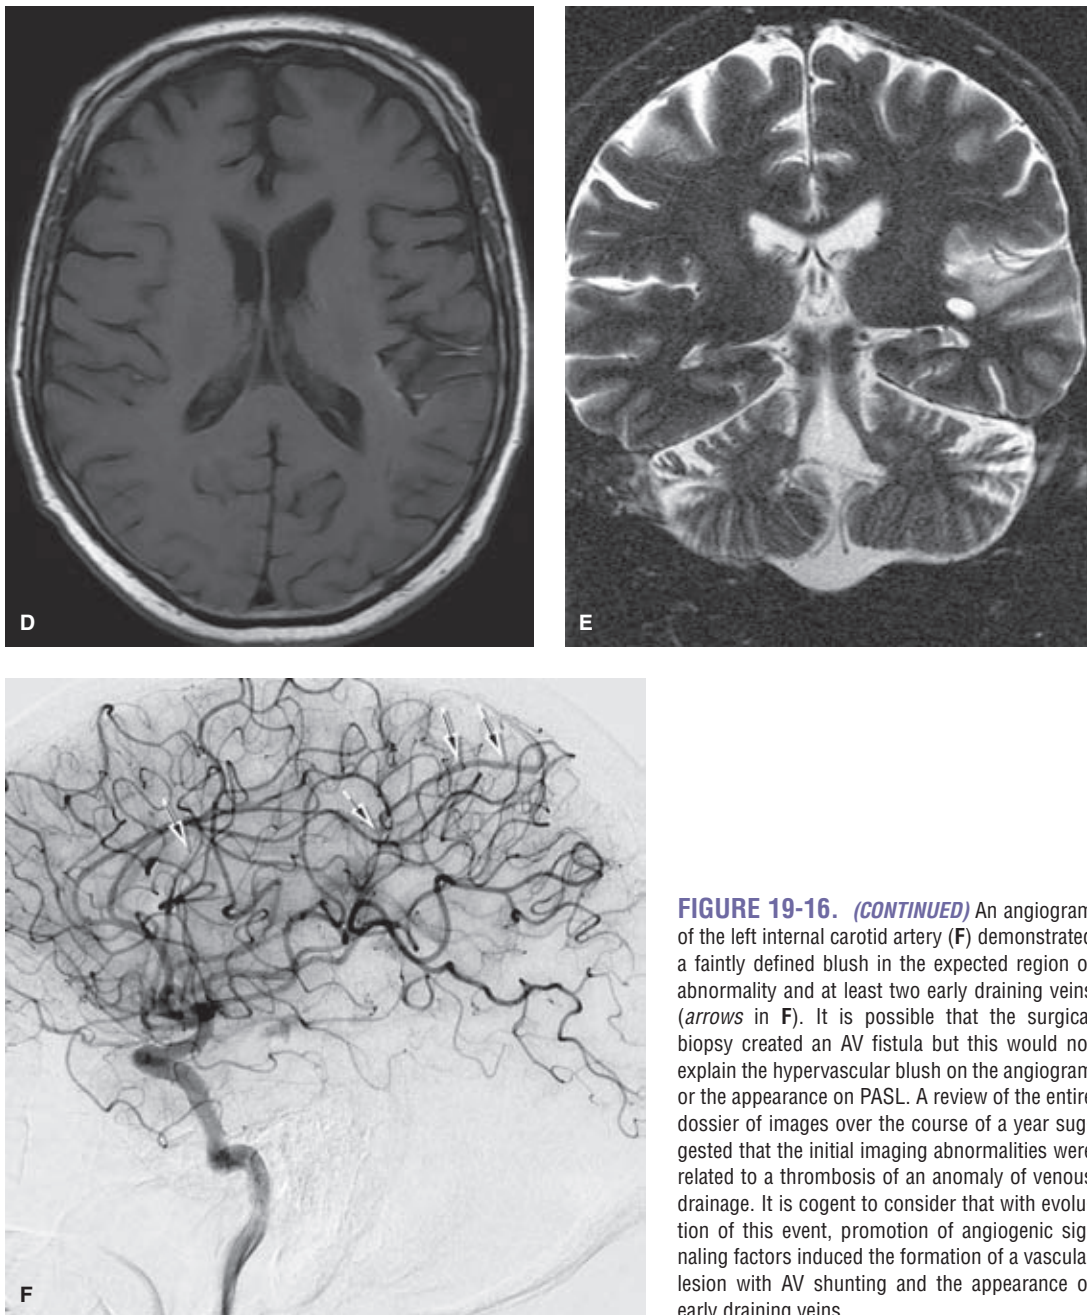 D
E
F
FIGURE 19-16. (CONTINUED) An angiogram
of the left internal carotid artery (F) demonstrated
a faintly defined blush in the expected region o
abnormality and at least two early draining veins
(arrows in F). It is possible that the surgica
biopsy created an AV fistula but this would no
explain the hypervascular blush on the angiogram
or the appearance on PASL. A review of the entire
dossier of images over the course of a year sug
gested that the initial imaging abnormalities were
related to a thrombosis of an anomaly of venous
drainage. It is cogent to consider that with evolu
tion of this event, promotion of angiogenic sig
naling factors induced the formation of a vascula
lesion with AV shunting and the appearance o
early draining veins.